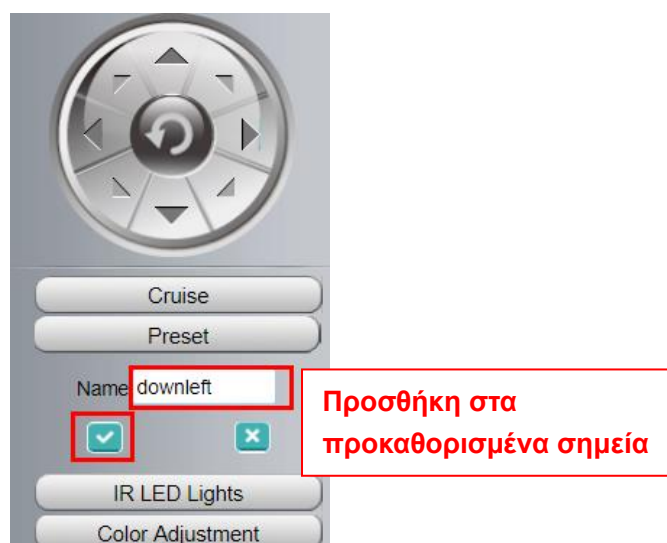 Cruise
Preset
Name downleft
Προσθήκη στα
προκαθορισμένα σημεία
IR LED Lights
Color Adjustment